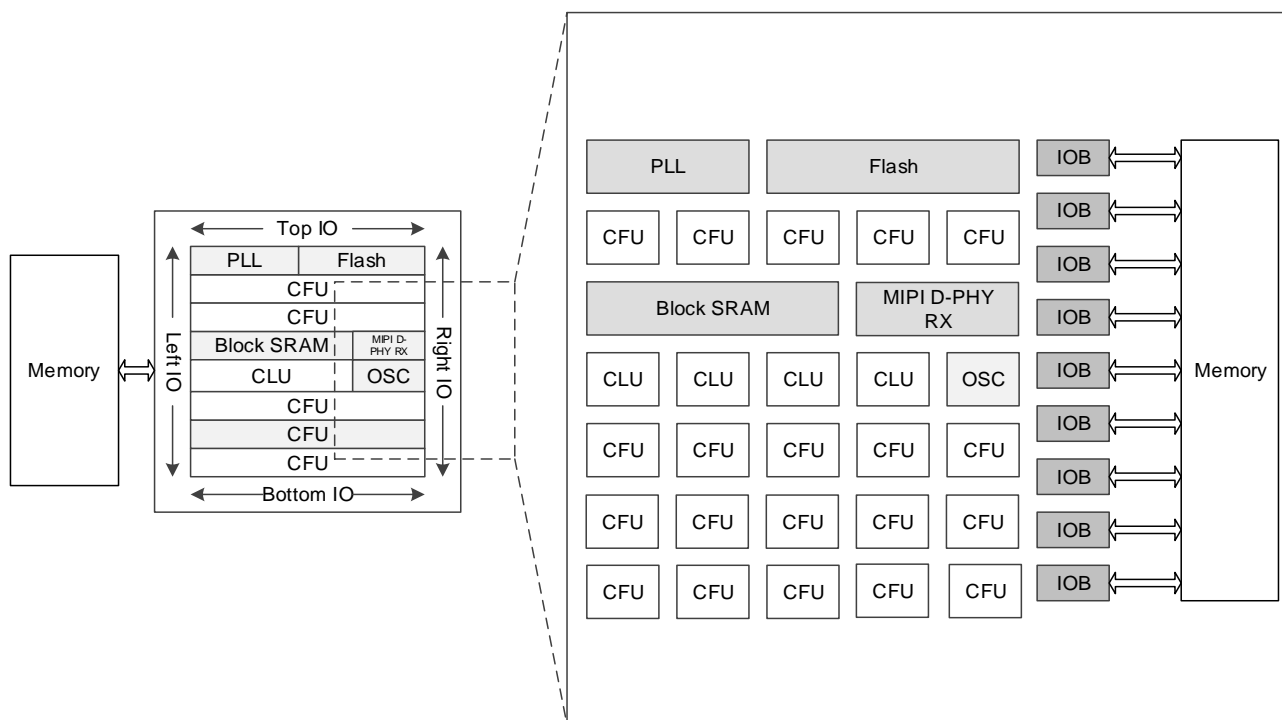 Memory
Top IO
Left IO
Right IO
Bottom IO
PLL Flash
CFU
CFU
Block SRAM MIPI D-
PHY RX
CLU OSC
CFU
CFU
CFU
PLL Flash IOB
IOB
CFU CFU CFU CFU CFU
IOB
Block SRAM MIPI D-PHY
RX
IOB
CLU CLU CLU CLU OSC IOB
IOB
CFU CFU CFU CFU CFU
IOB
CFU CFU CFU CFU CFU IOB
CFU CFU CFU CFU CFU IOB
Memory